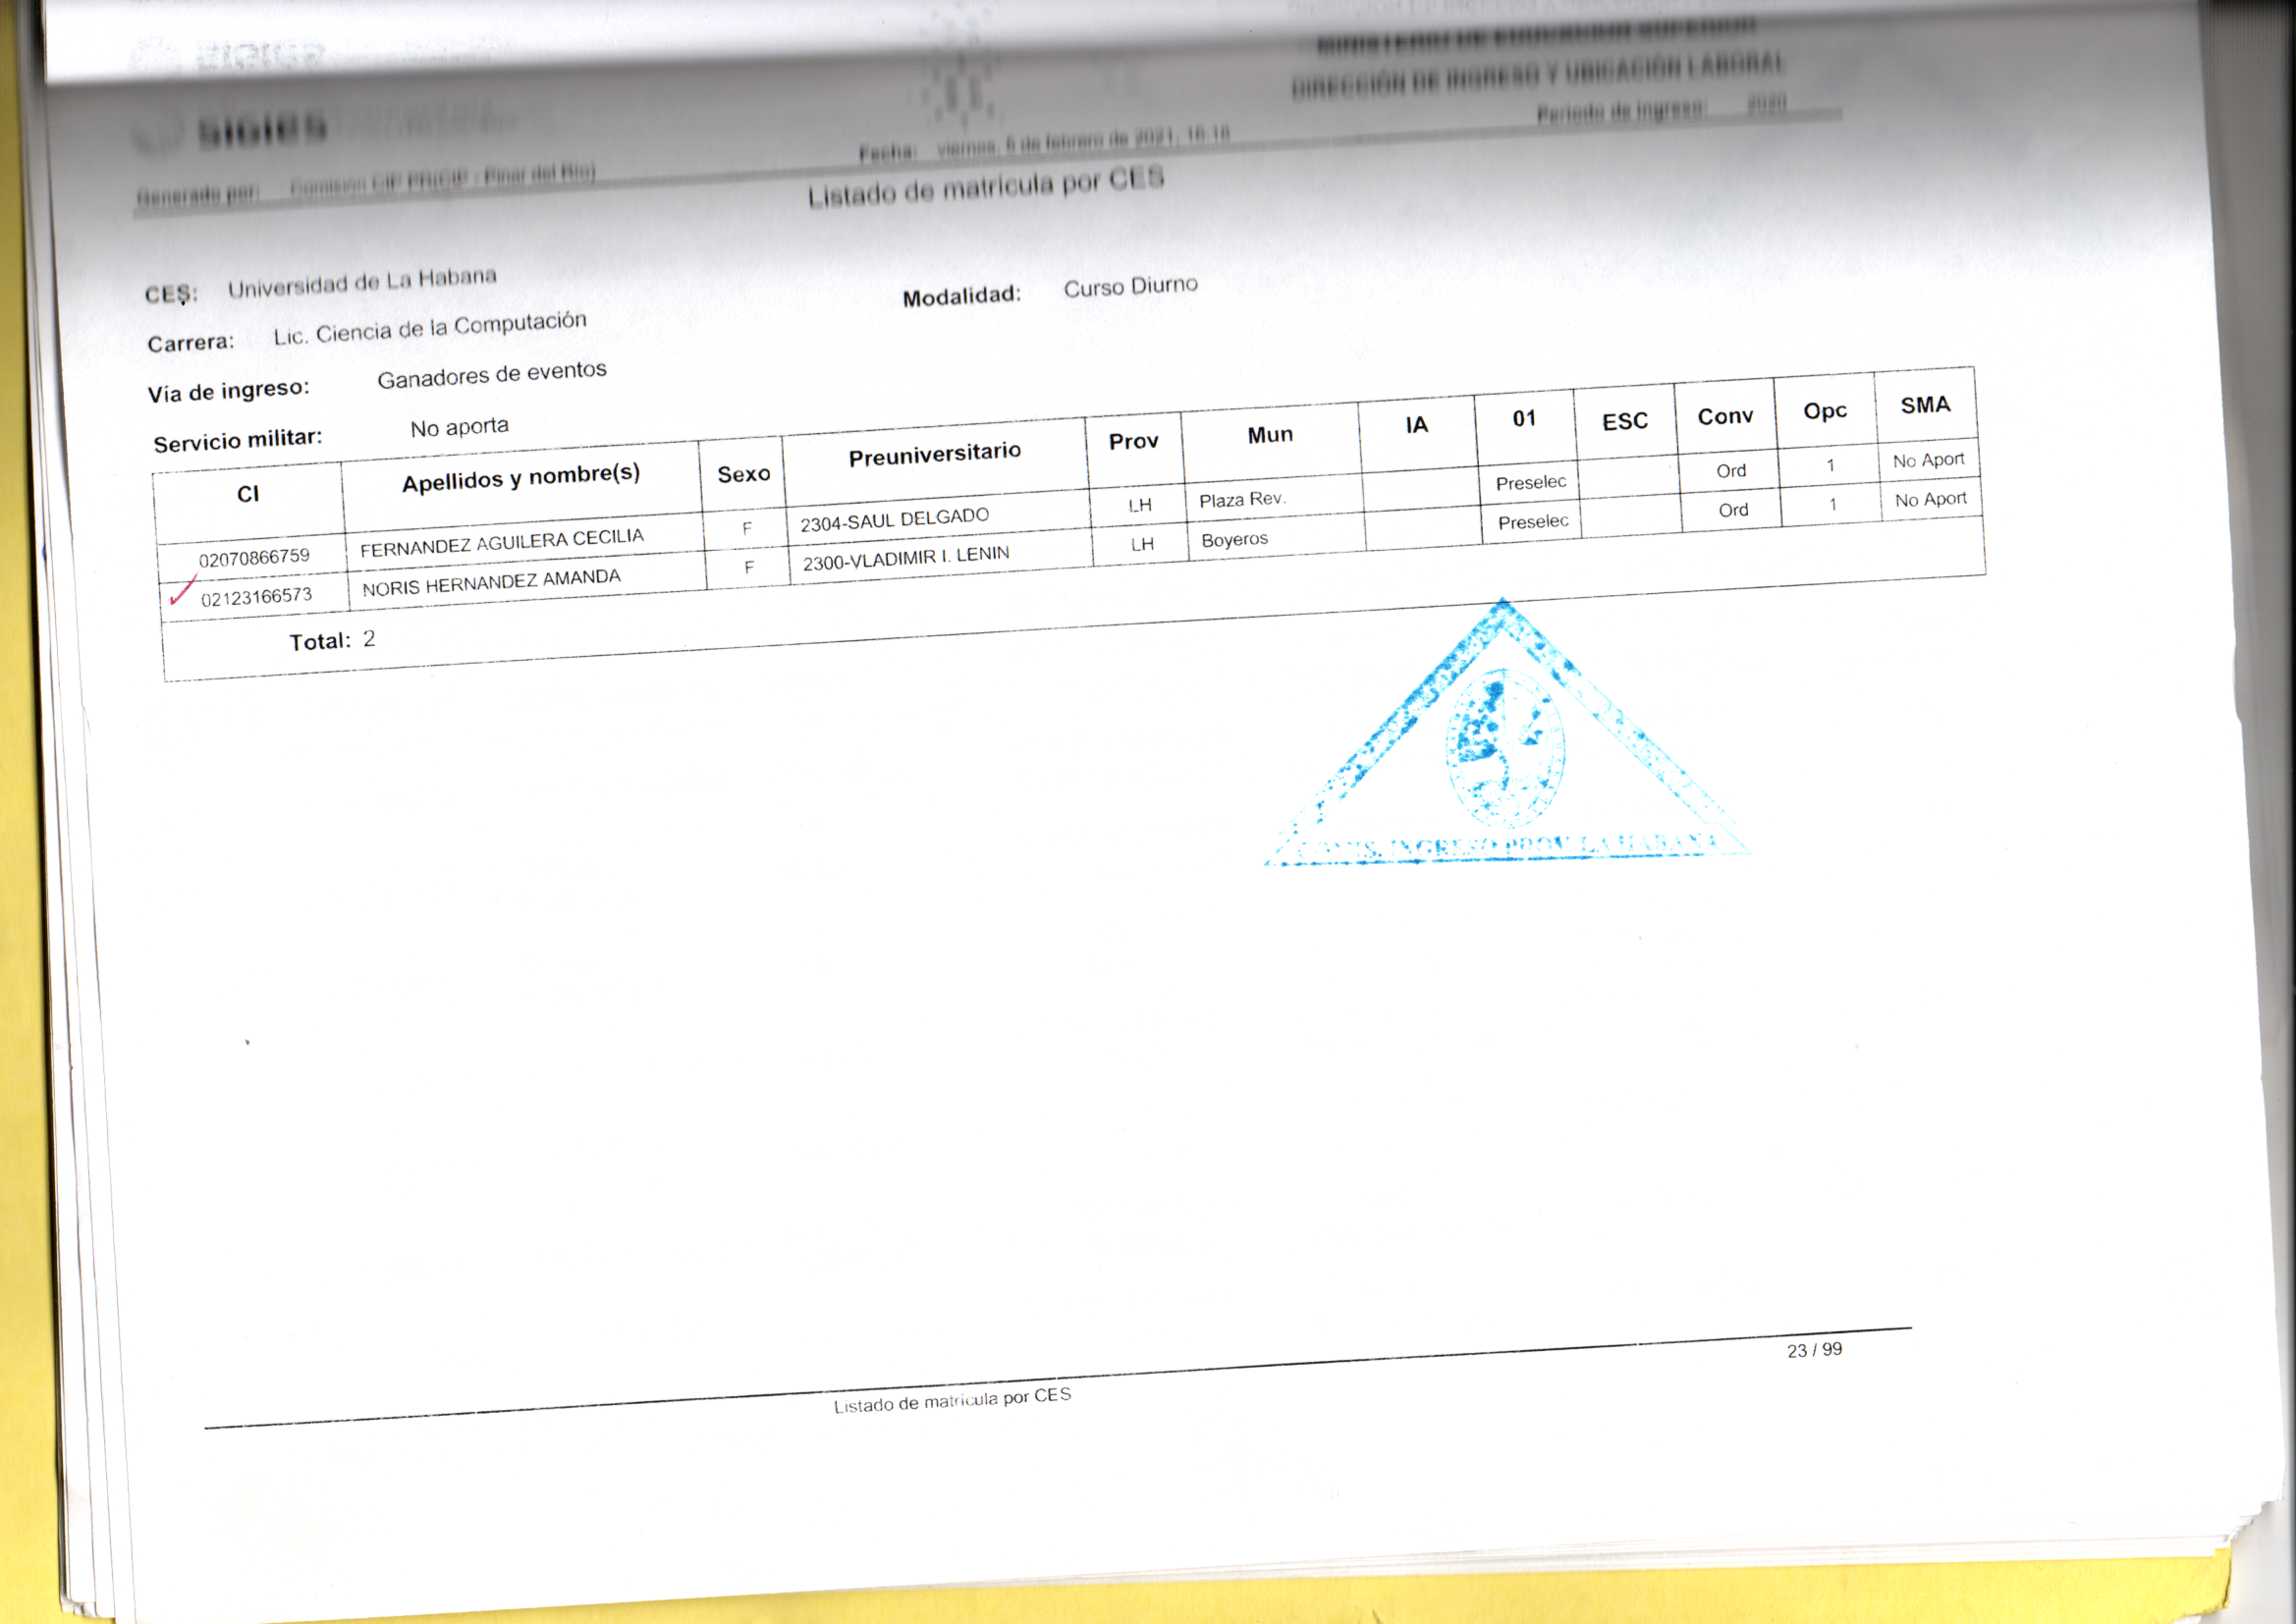 MINISTERIO DE EDUCACIÓN SUPERIOR
DIRECCIÓN DE INGRESO Y UBICACIÓN LABORAL
sigies
Periodo de ingreso: 2020
Fecha: viernes, 5 de febrero de 2021, 16:16
Generado por: Comisión CIP PR(CIP - Pinar del Río)
Listado de matrícula por CES
CES: Universidad de La Habana
Modalidad: Curso Diurno
Carrera: Lic. Ciencia de la Computación
Vía de ingreso: Ganadores de eventos
Servicio militar: No aporta
CI Apellidos y nombre(s) Sexo Preuniversitario Prov Mun IA 01 ESC Conv Opc SMA
02070866759 FERNANDEZ AGUILERA CECILIA F 2304-SAUL DELGADO LH Plaza Rev. Preselec Ord 1 No Aport
02123166573 NORIS HERNANDEZ AMANDA F 2300-VLADIMIR I. LENIN LH Boyeros Preselec Ord 1 No Aport
Total: 2
COMIS. INGRESO PROV. LA HABANA
23 / 99
Listado de matrícula por CES